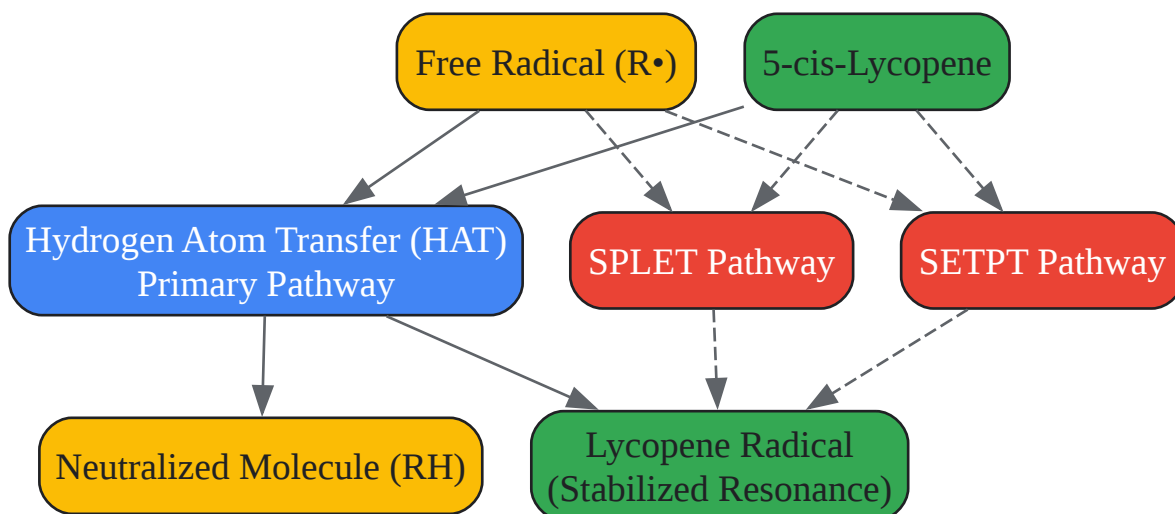 Free Radical (R•)
5-cis-Lycopene
Hydrogen Atom Transfer (HAT)
Primary Pathway
SPLET Pathway
SETPT Pathway
Neutralized Molecule (RH)
Lycopene Radical
(Stabilized Resonance)